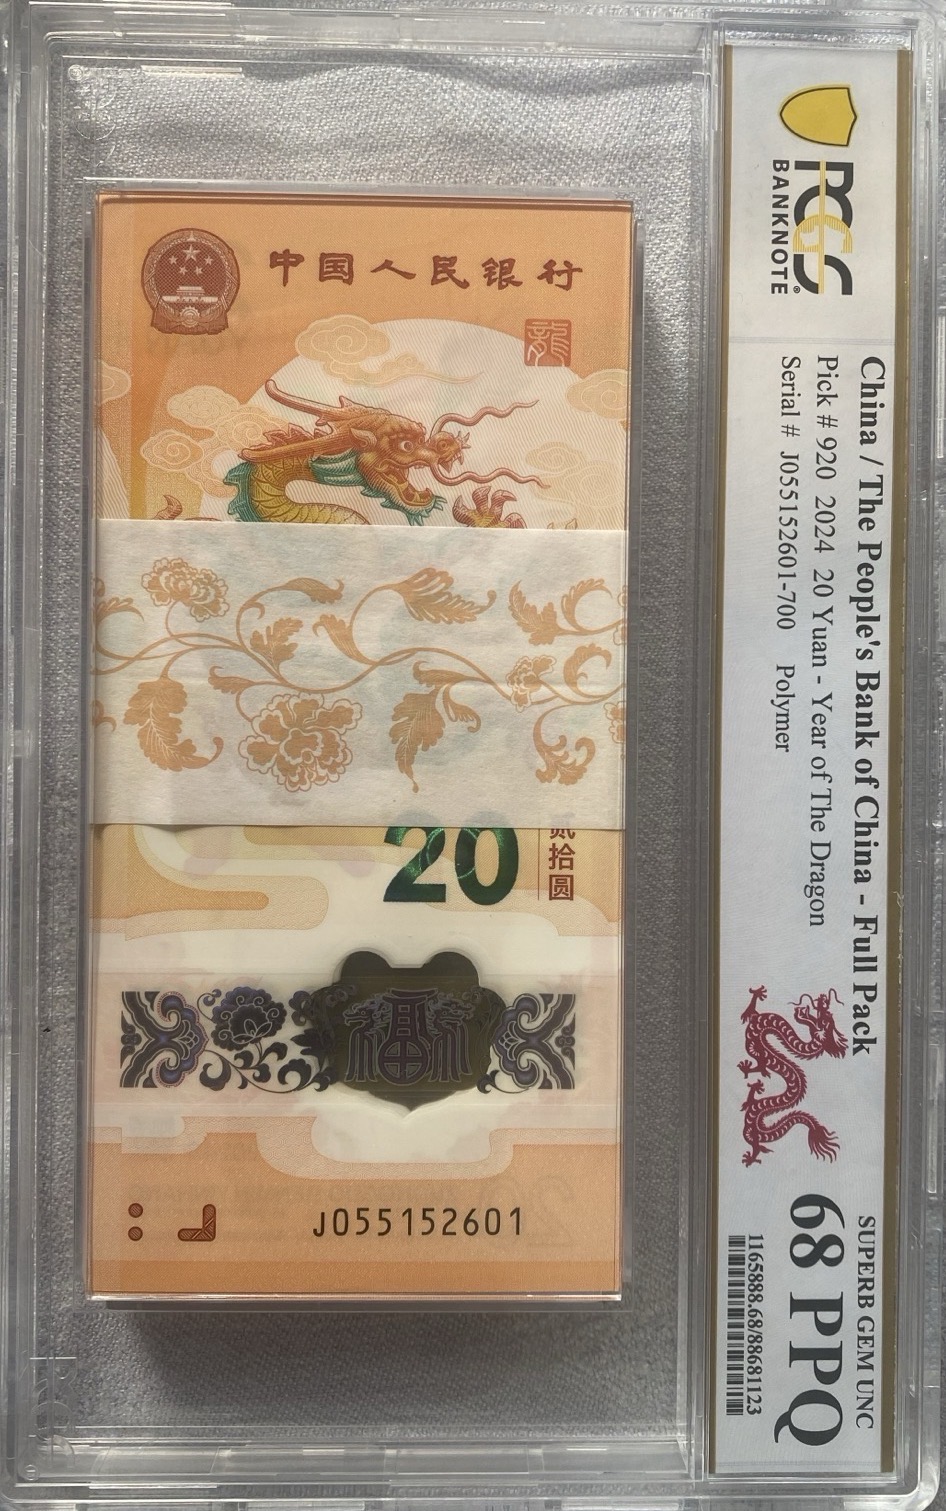 中国人民银行
龍
20
贰拾圆
福
J055152601
PCGS
BANKNOTE
China / The People's Bank of China - Full Pack
Pick # 920 2024 20 Yuan - Year of The Dragon
Serial # J055152601-700 Polymer
SUPERB GEM UNC
68 PPQ
1165888.68/88681123